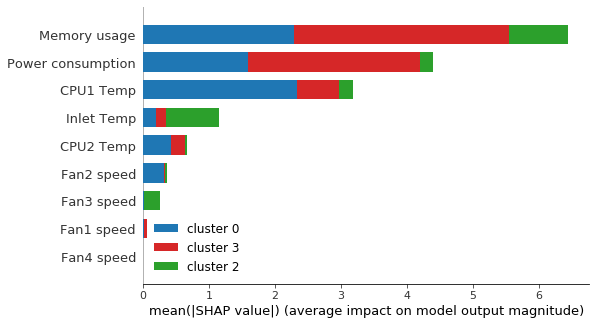 Memory usage
Power consumption
CPU1 Temp
Inlet Temp
CPU2 Temp
Fan2 speed
Fan3 speed
Fan1 speed
Fan4 speed
cluster 0
cluster 3
cluster 2
0 1 2 3 4 5 6
mean(|SHAP value|) (average impact on model output magnitude)